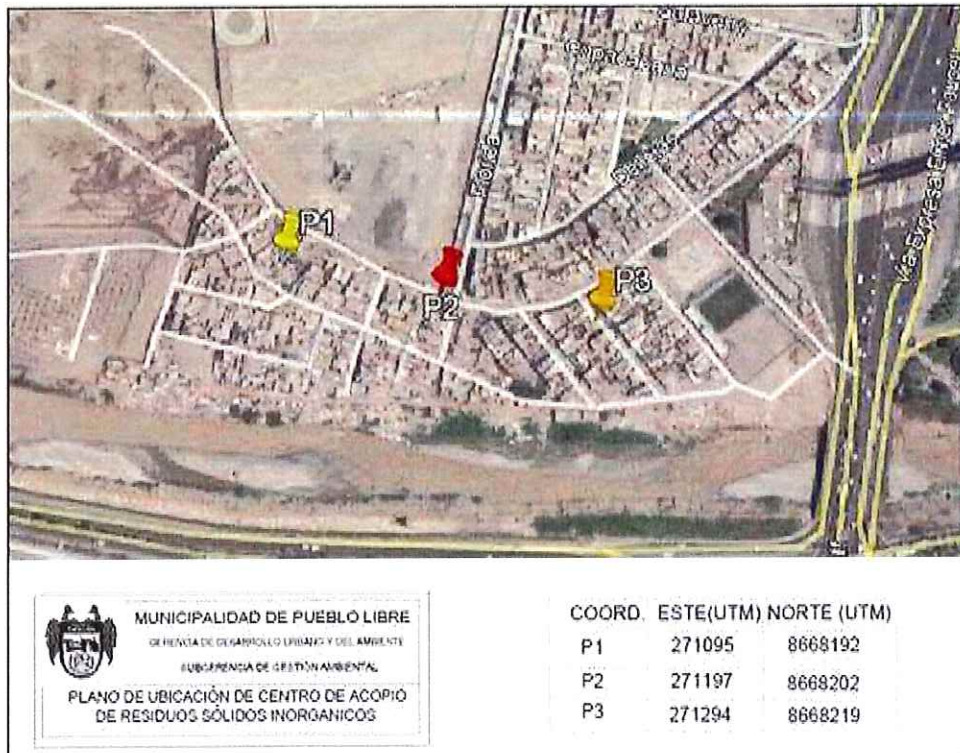 P1
P2
P3
Florida
MUNICIPALIDAD DE PUEBLO LIBRE
GERENCIA DE DESARROLLO URBANO Y DEL AMBIENTE
SUBGERENCIA DE GESTIÓN AMBIENTAL
PLANO DE UBICACIÓN DE CENTRO DE ACOPIO
DE RESIDUOS SÓLIDOS INORGANICOS
COORD. ESTE(UTM) NORTE (UTM)
P1 271095 8668192
P2 271197 8668202
P3 271294 8668219